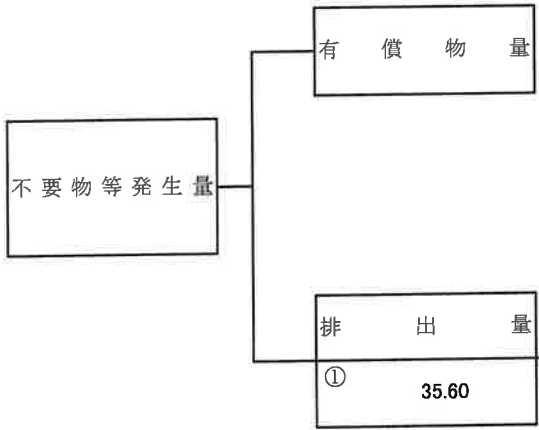 有償物量
不要物等発生量
排出量
①
35.60